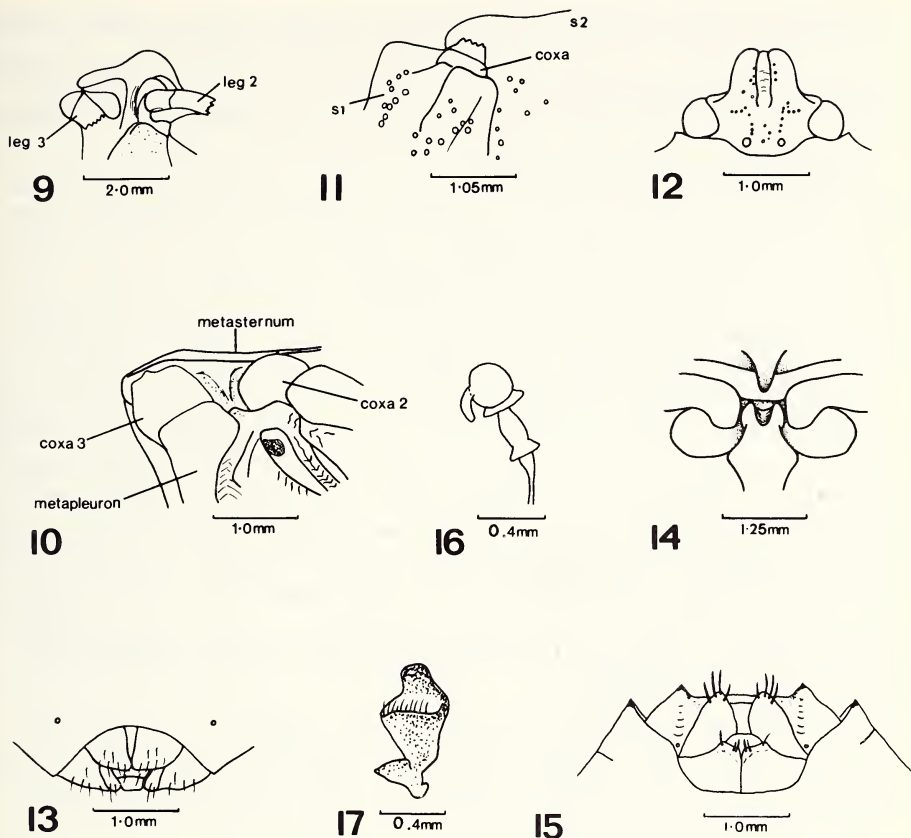 leg 2
leg 3
2·0mm
9
s2
coxa
s1
1·05mm
11
1·0mm
12
metasternum
coxa 2
coxa 3
metapleuron
1·0mm
10
0.4mm
16
1·25mm
14
1·0mm
13
0.4mm
17
1·0mm
15